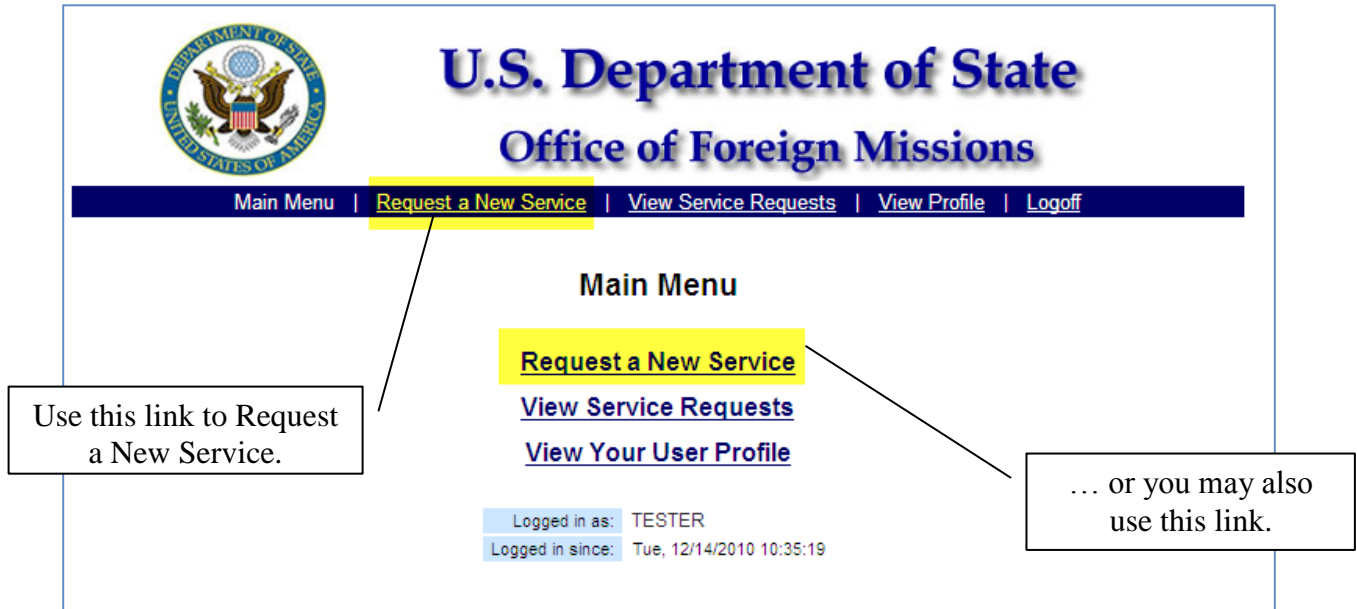 DEPARTMENT OF STATE
UNITED STATES OF AMERICA
U.S. Department of State
Office of Foreign Missions
Main Menu | Request a New Service | View Service Requests | View Profile | Logoff
Main Menu
Request a New Service
View Service Requests
View Your User Profile
Use this link to Request
a New Service.
… or you may also
use this link.
Logged in as: TESTER
Logged in since: Tue, 12/14/2010 10:35:19